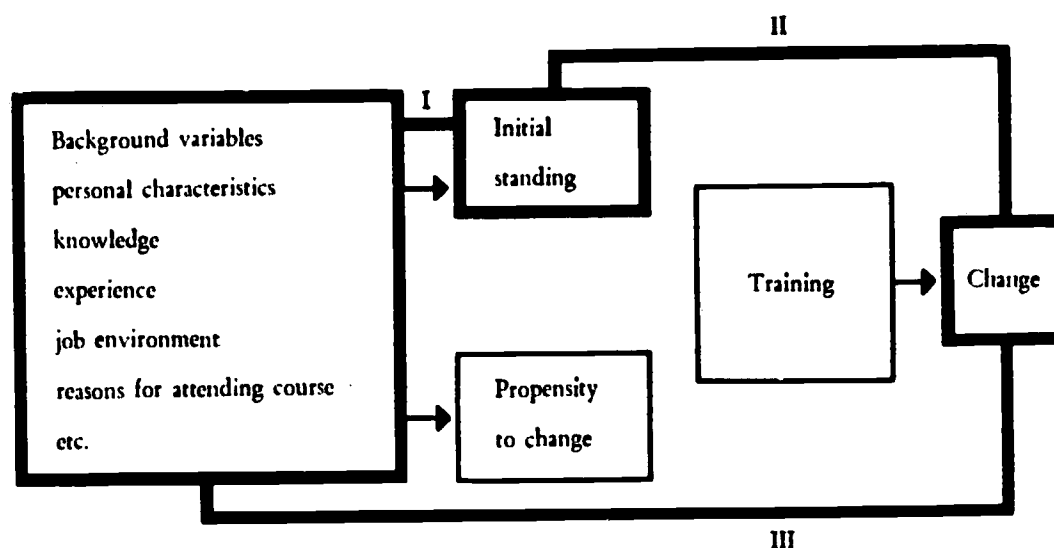 II
I
Background variables
personal characteristics
knowledge
experience
job environment
reasons for attending course
etc.
Initial
standing
Propensity
to change
Training
Change
III